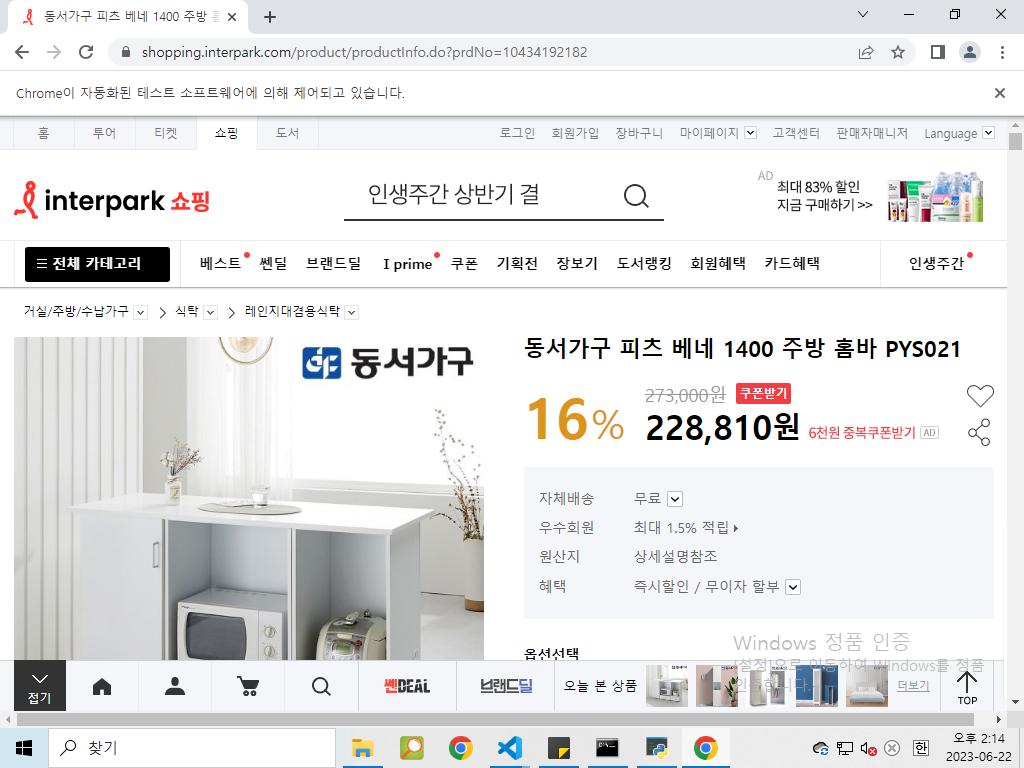 동서가구 피즈 베네 1400 주방 홈
shopping.interpark.com/product/productInfo.do?prdNo=10434192182
Chrome이 자동화된 테스트 소프트웨어에 의해 제어되고 있습니다.
홈 투어 티켓 쇼핑 도서 로그인 회원가입 장바구니 마이페이지 고객센터 판매자매니저 Language
interpark 쇼핑 인생주간 상반기 결
AD 최대 83% 할인
지금 구매하기 >>
전체 카테고리 베스트 쎈딜 브랜드딜 I prime 쿠폰 기획전 장보기 도서랭킹 회원혜택 카드혜택 인생주간
거실/주방/수납가구 > 식탁 > 레인지대겸용식탁
동서가구
동서가구 피츠 베네 1400 주방 홈바 PYS021
273,000원 쿠폰받기
16% 228,810원 6천원 중복쿠폰받기 AD
자체배송 무료
우수회원 최대 1.5% 적립
원산지 상세설명참조
혜택 즉시할인 / 무이자 할부
옵션선택
Windows 정품 인증
[설정]으로 이동하여 Windows를 정품
인증합니다.
접기 쎈DEAL 브랜드딜 오늘 본 상품 더보기 TOP
찾기
한
오후 2:14
2023-06-22